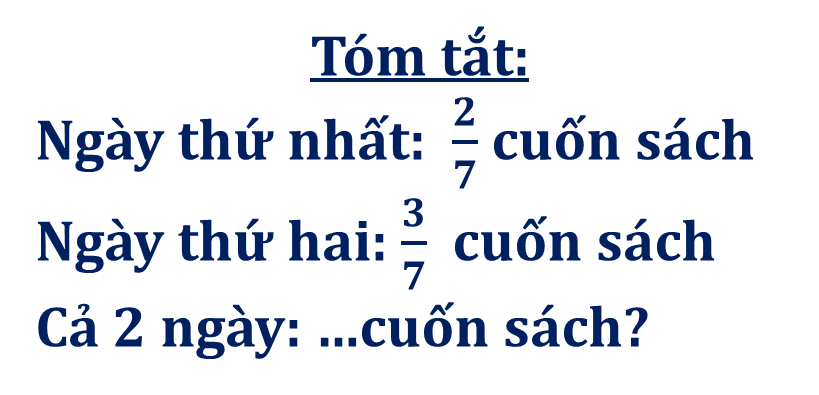 Tóm tắt:
Ngày thứ nhất: 2/7 cuốn sách
Ngày thứ hai: 3/7 cuốn sách
Cả 2 ngày: ...cuốn sách?